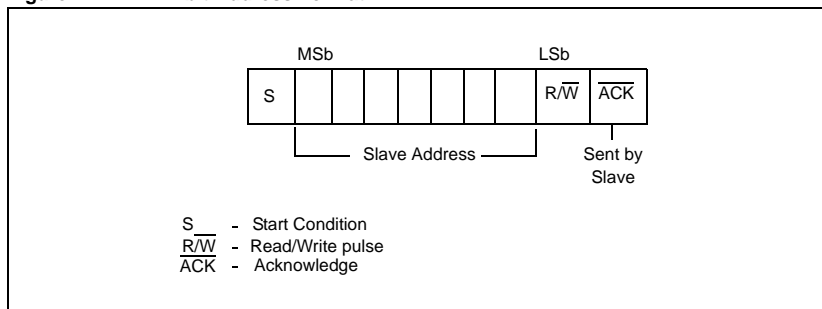 MSb LSb
S R/W ACK
Slave Address Sent by
Slave
S - Start Condition
R/W - Read/Write pulse
ACK - Acknowledge